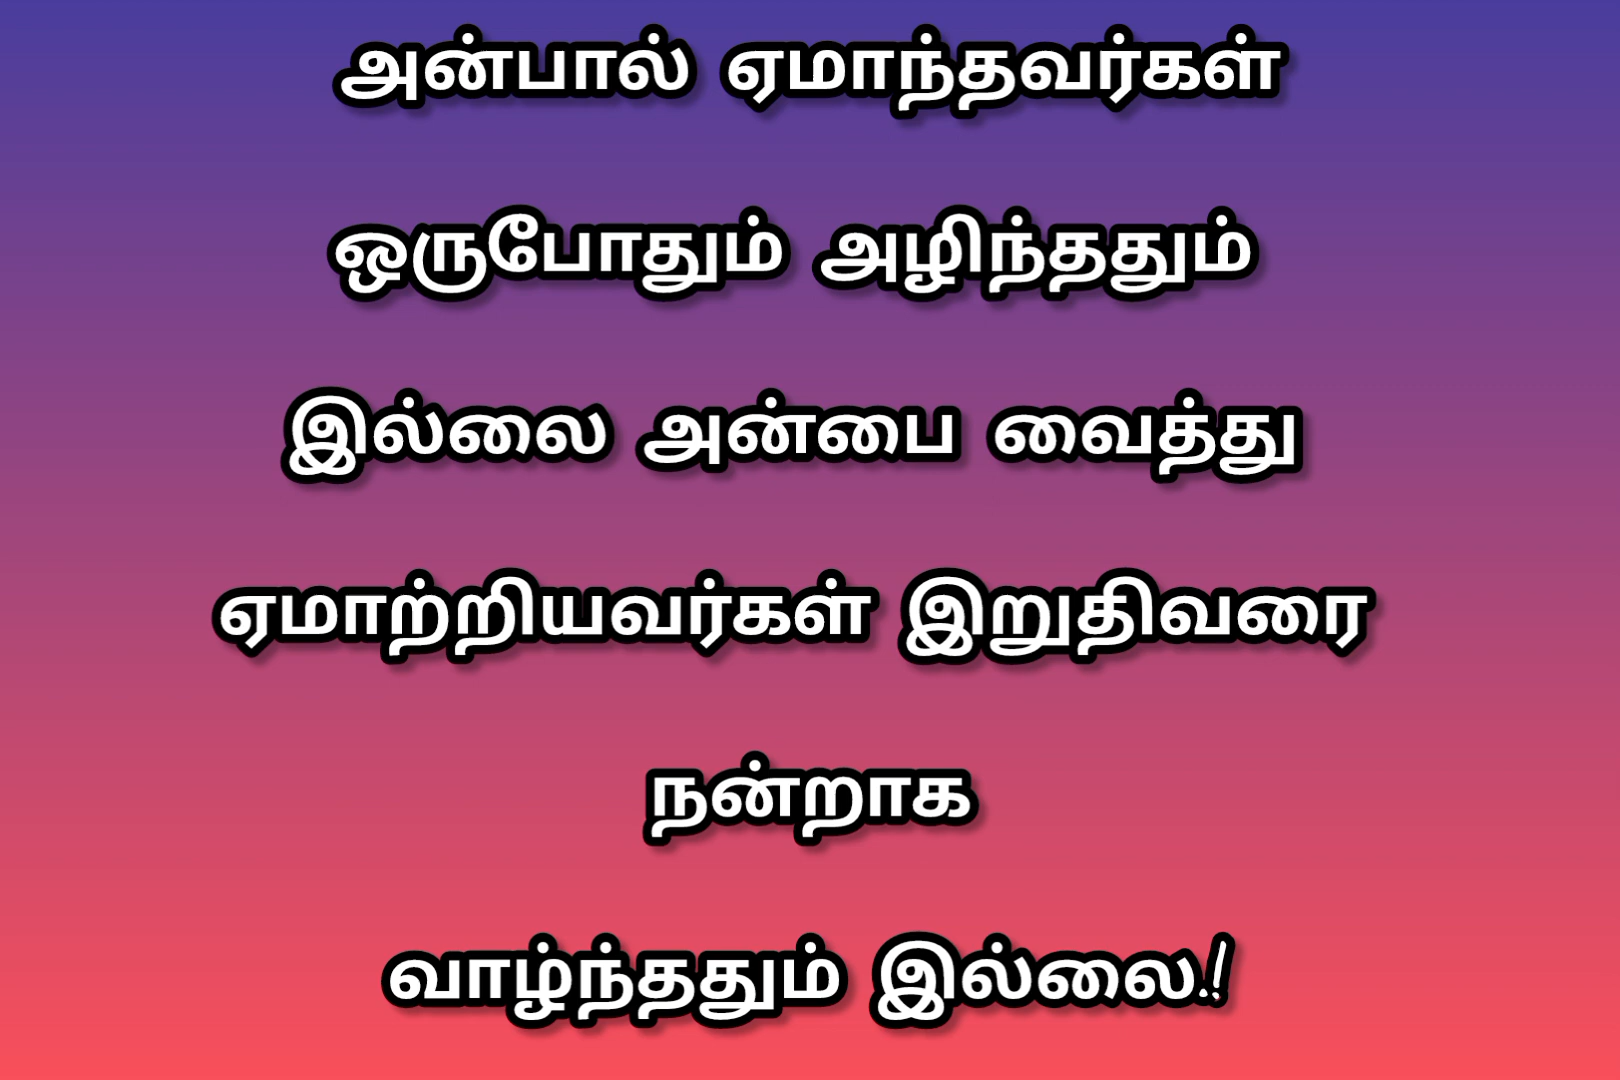 அன்பால் ஏமாந்தவர்கள்
ஒருபோதும் அழிந்ததும்
இல்லை அன்பை வைத்து
ஏமாற்றியவர்கள் இறுதிவரை
நன்றாக
வாழ்ந்ததும் இல்லை.!